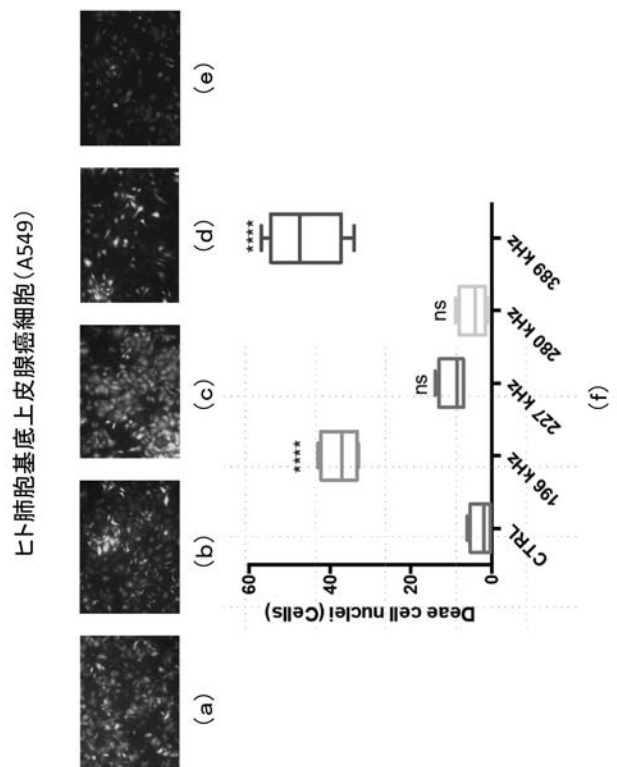 ヒト肺胞基底上皮腺癌細胞(A549)
(a)
(b)
(c)
(d)
(e)
Deae cell nuclei (Cells)
60
40
20
0
****
ns
ns
****
CTRL
196 kHz
227 kHz
280 kHz
389 kHz
(f)